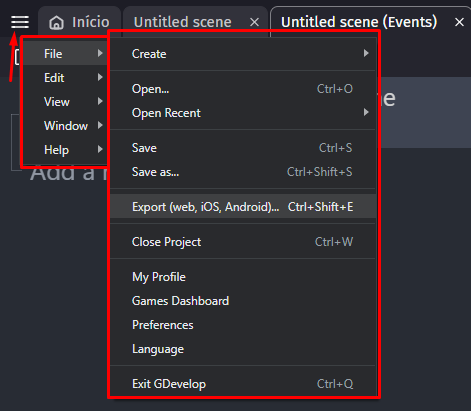 Início
Untitled scene
Untitled scene (Events)
File
Edit
View
Window
Help
Create
Open... Ctrl+O
Open Recent
Save Ctrl+S
Save as... Ctrl+Shift+S
Export (web, iOS, Android)... Ctrl+Shift+E
Close Project Ctrl+W
My Profile
Games Dashboard
Preferences
Language
Exit GDevelop Ctrl+Q
Add a